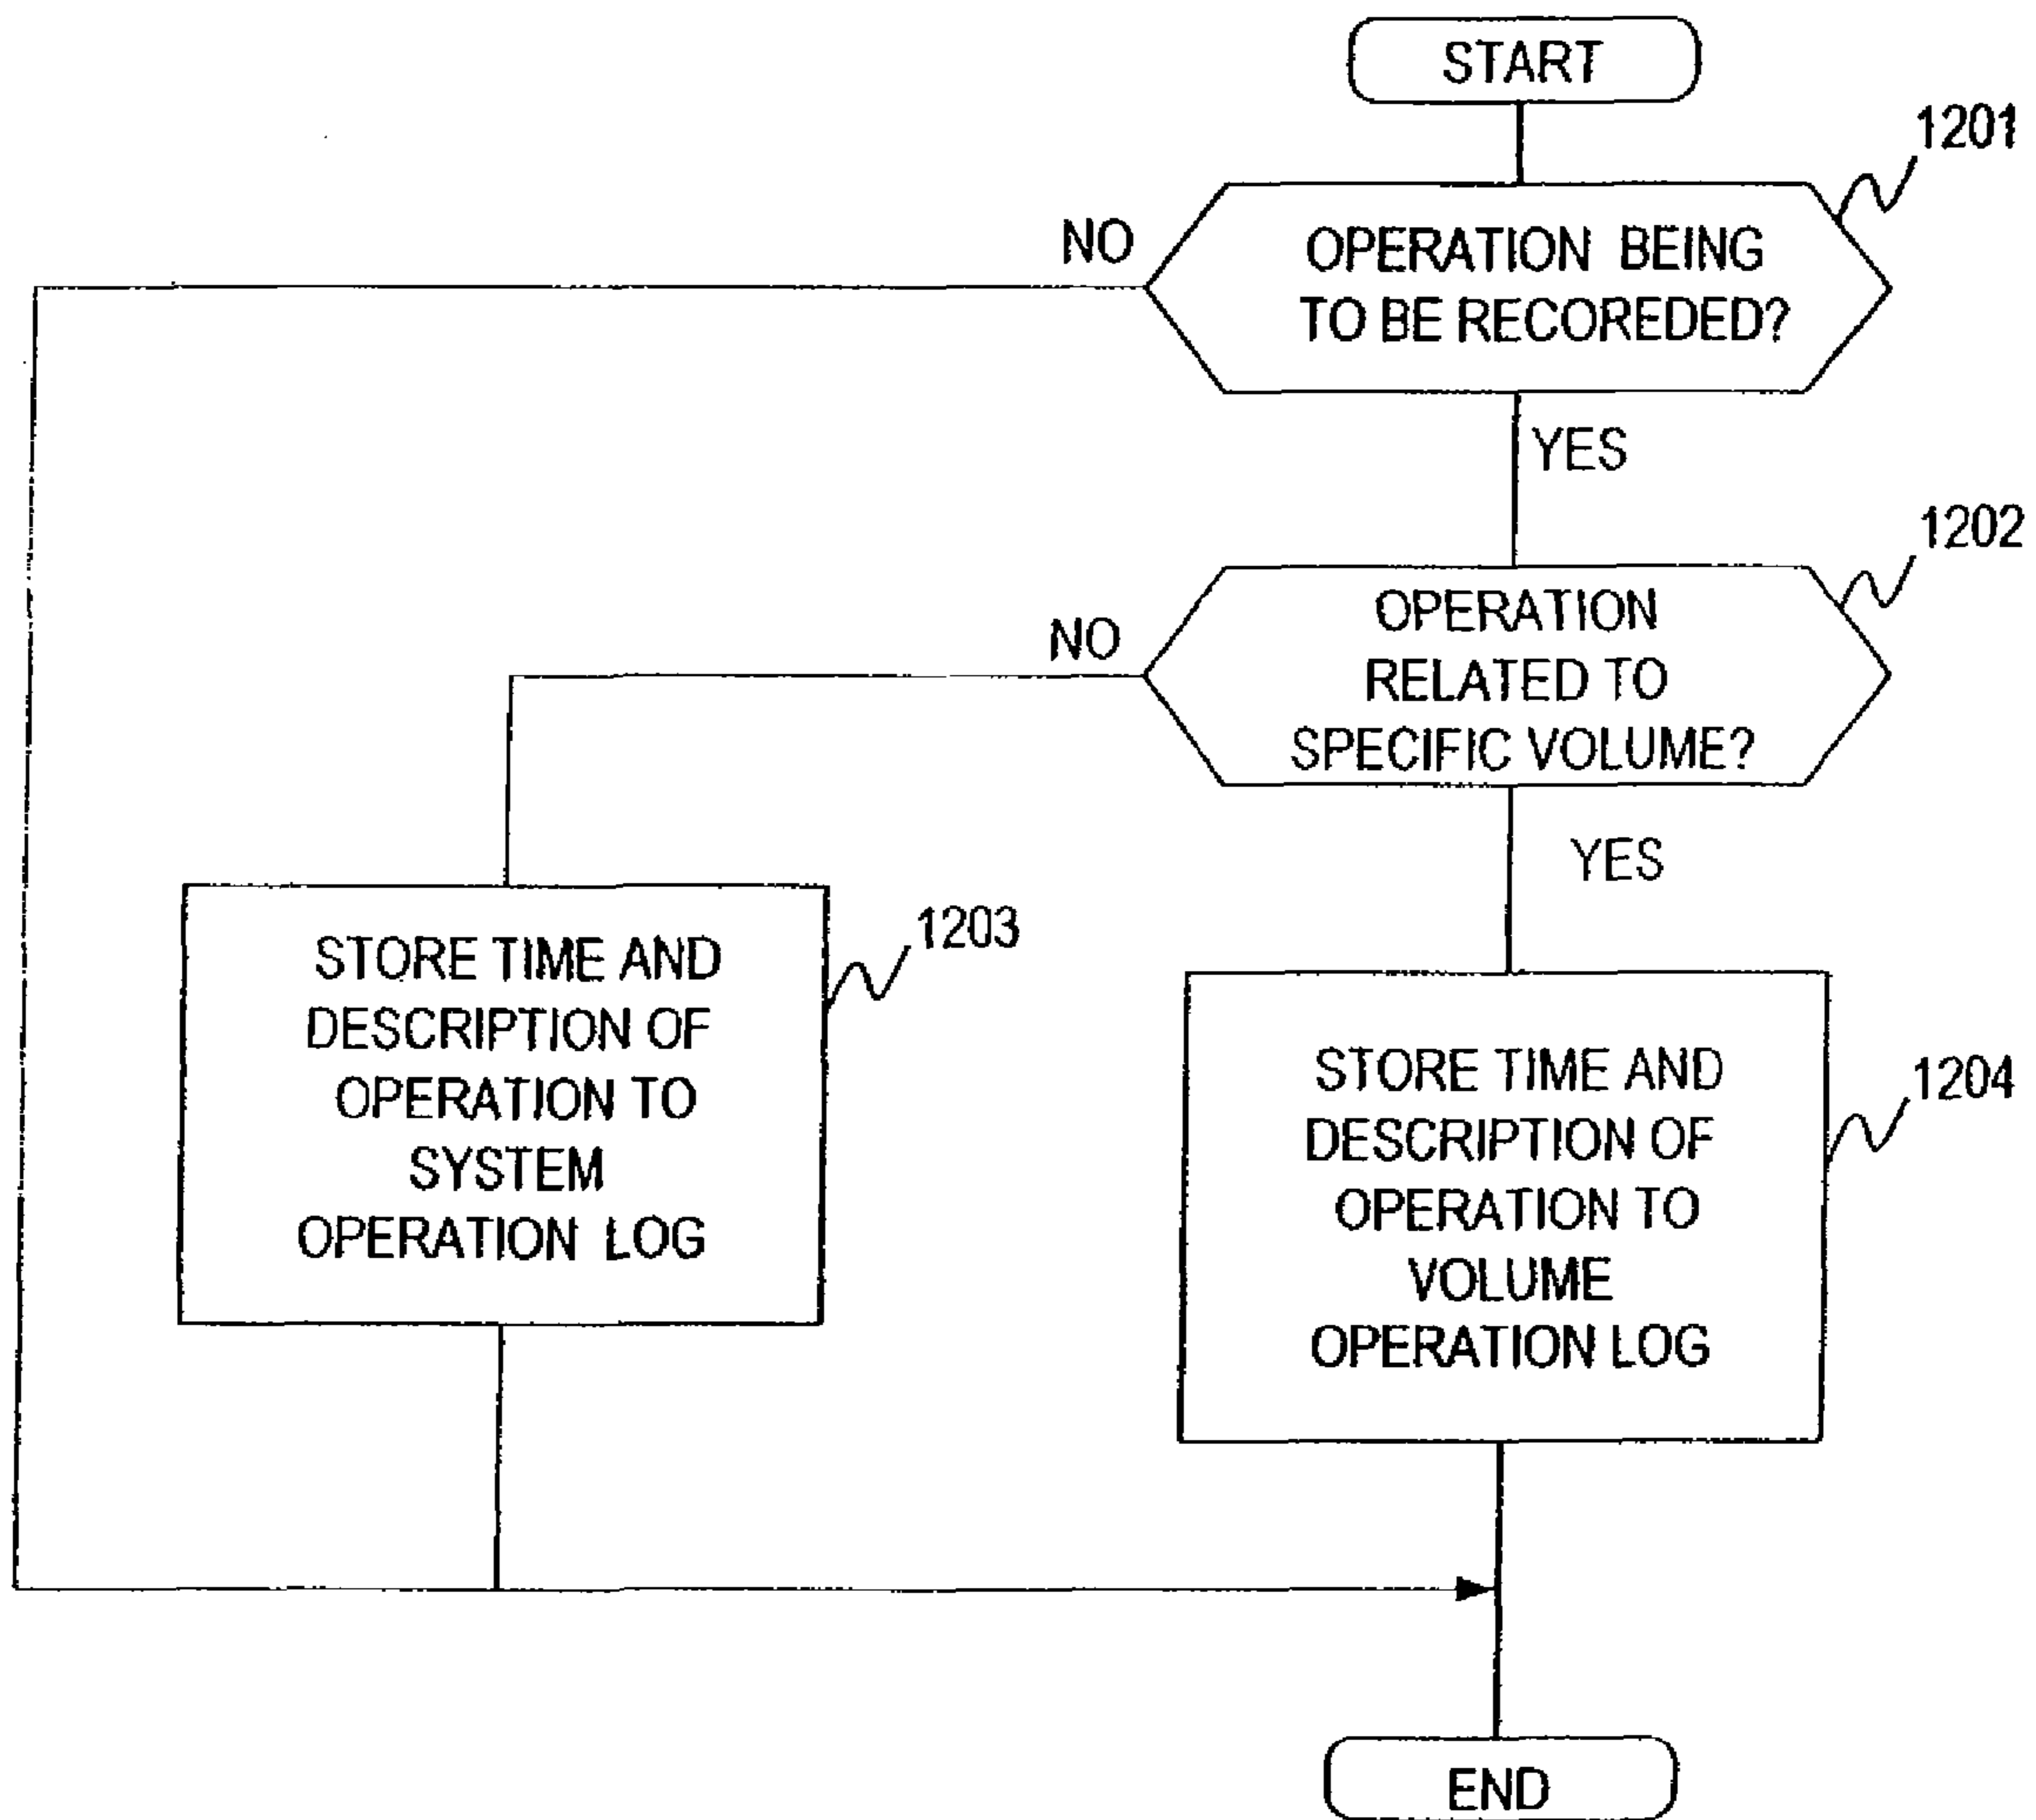 START
1201
NO
OPERATION BEING
TO BE RECOREDED?
YES
1202
NO
OPERATION
RELATED TO
SPECIFIC VOLUME?
YES
1203
STORE TIME AND
DESCRIPTION OF
OPERATION TO
SYSTEM
OPERATION LOG
1204
STORE TIME AND
DESCRIPTION OF
OPERATION TO
VOLUME
OPERATION LOG
END